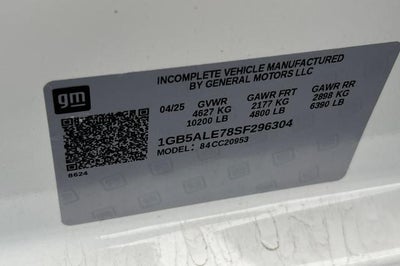 INCOMPLETE VEHICLE MANUFACTURED
BY GENERAL MOTORS LLC
gm
04/25 GVWR GAWR FRT GAWR RR
4627 KG 2177 KG 2898 KG
10200 LB 4800 LB 6390 LB
1GB5ALE78SF296304
MODEL: 84CC20953
8624